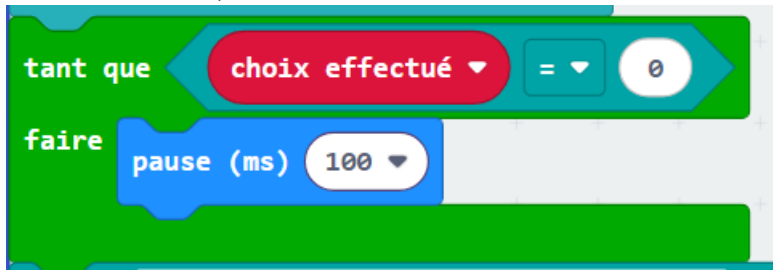 tant que choix effectué = 0
faire
pause (ms) 100